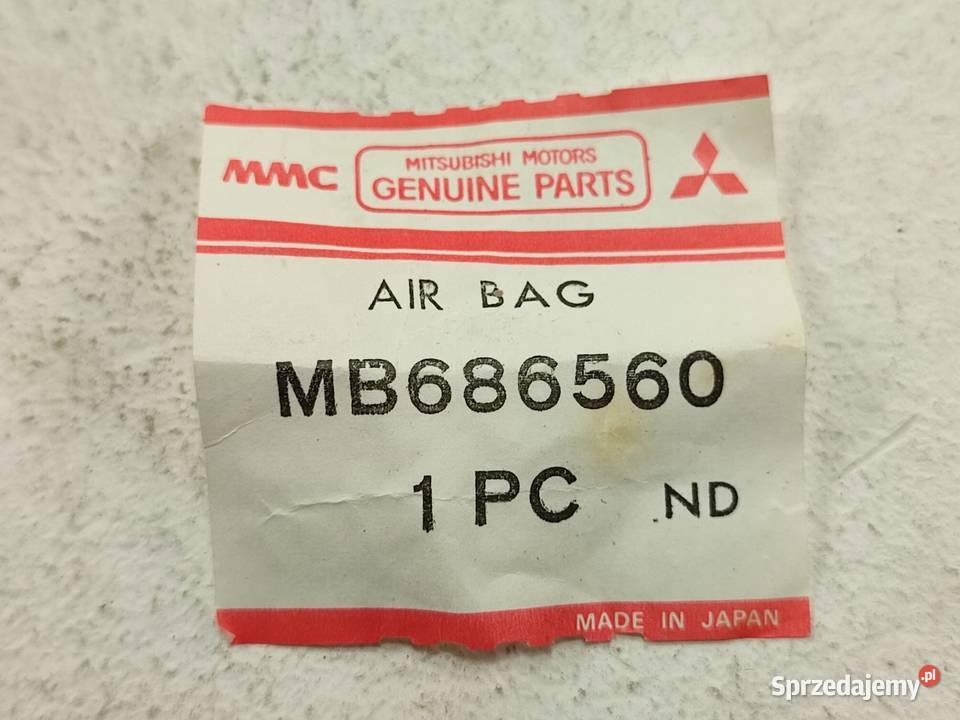 MMC
MITSUBISHI MOTORS
GENUINE PARTS
AIR BAG
MB686560
1 PC ND
MADE IN JAPAN
Sprzedajemy.pl